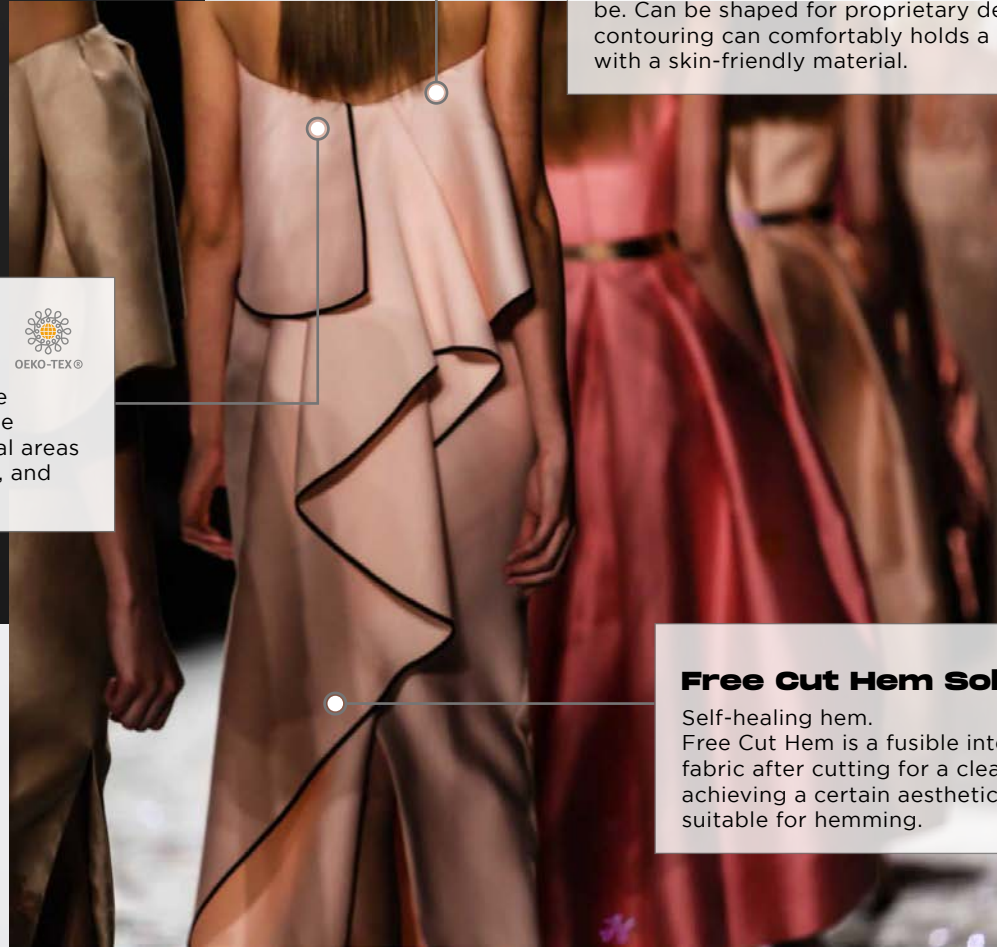 be. Can be shaped for proprietary de
contouring can comfortably holds a
with a skin-friendly material.
OEKO-TEX®
e
e
al areas
, and
Free Cut Hem Sol
Self-healing hem.
Free Cut Hem is a fusible inte
fabric after cutting for a clea
achieving a certain aesthetic
suitable for hemming.